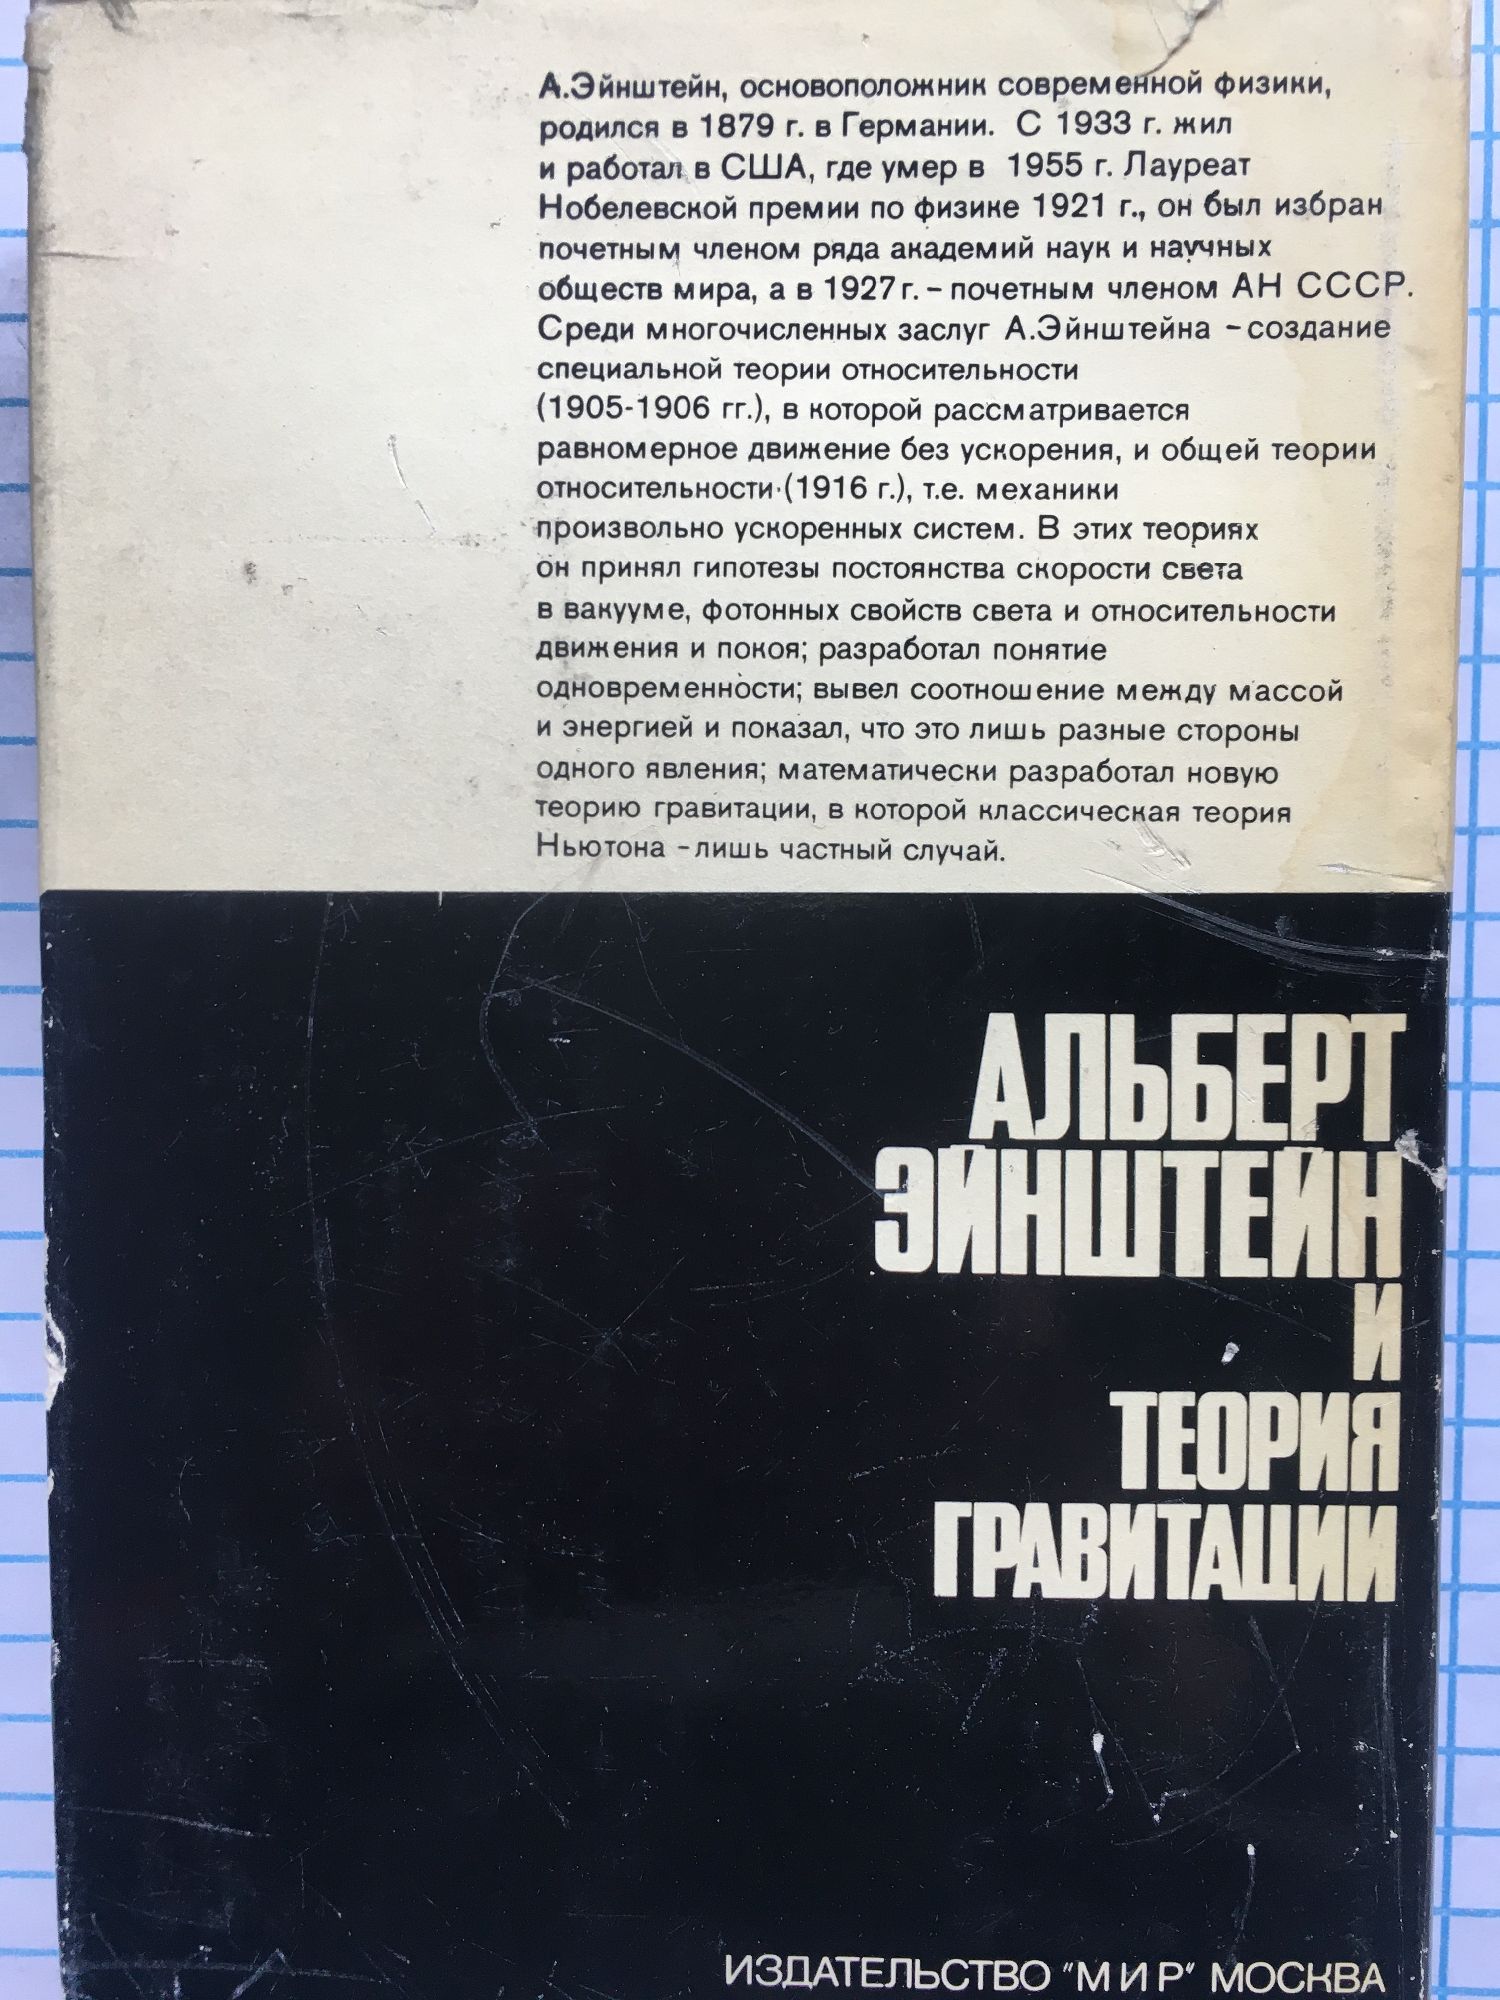 А.Эйнштейн, основоположник современной физики,
родился в 1879 г. в Германии. С 1933 г. жил
и работал в США, где умер в 1955 г. Лауреат
Нобелевской премии по физике 1921 г., он был избран
почетным членом ряда академий наук и научных
обществ мира, а в 1927 г. – почетным членом АН СССР.
Среди многочисленных заслуг А.Эйнштейна – создание
специальной теории относительности
(1905-1906 гг.), в которой рассматривается
равномерное движение без ускорения, и общей теории
относительности (1916 г.), т.е. механики
произвольно ускоренных систем. В этих теориях
он принял гипотезы постоянства скорости света
в вакууме, фотонных свойств света и относительности
движения и покоя; разработал понятие
одновременности; вывел соотношение между массой
и энергией и показал, что это лишь разные стороны
одного явления; математически разработал новую
теорию гравитации, в которой классическая теория
Ньютона – лишь частный случай.
АЛЬБЕРТ
ЭЙНШТЕЙН
И
ТЕОРИЯ
ГРАВИТАЦИИ
ИЗДАТЕЛЬСТВО "МИР" МОСКВА